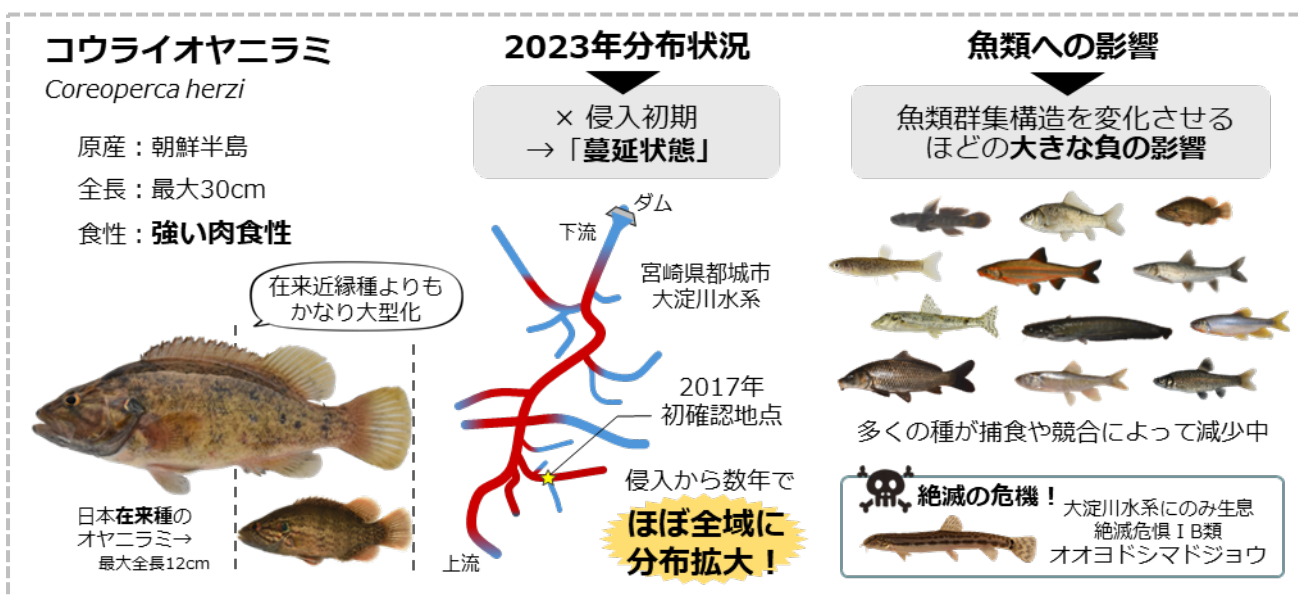 コウライオヤニラミ
Coreoperca herzi
原産：朝鮮半島
全長：最大30cm
食性：強い肉食性
在来近縁種よりも
かなり大型化
日本在来種の
オヤニラミ→
最大全長12cm
2023年分布状況
× 侵入初期
→「蔓延状態」
ダム
下流
宮崎県都城市
大淀川水系
2017年
初確認地点
侵入から数年で
ほぼ全域に
分布拡大！
上流
魚類への影響
魚類群集構造を変化させる
ほどの大きな負の影響
多くの種が捕食や競合によって減少中
絶滅の危機！
大淀川水系にのみ生息
絶滅危惧ⅠB類
オオヨドシマドジョウ